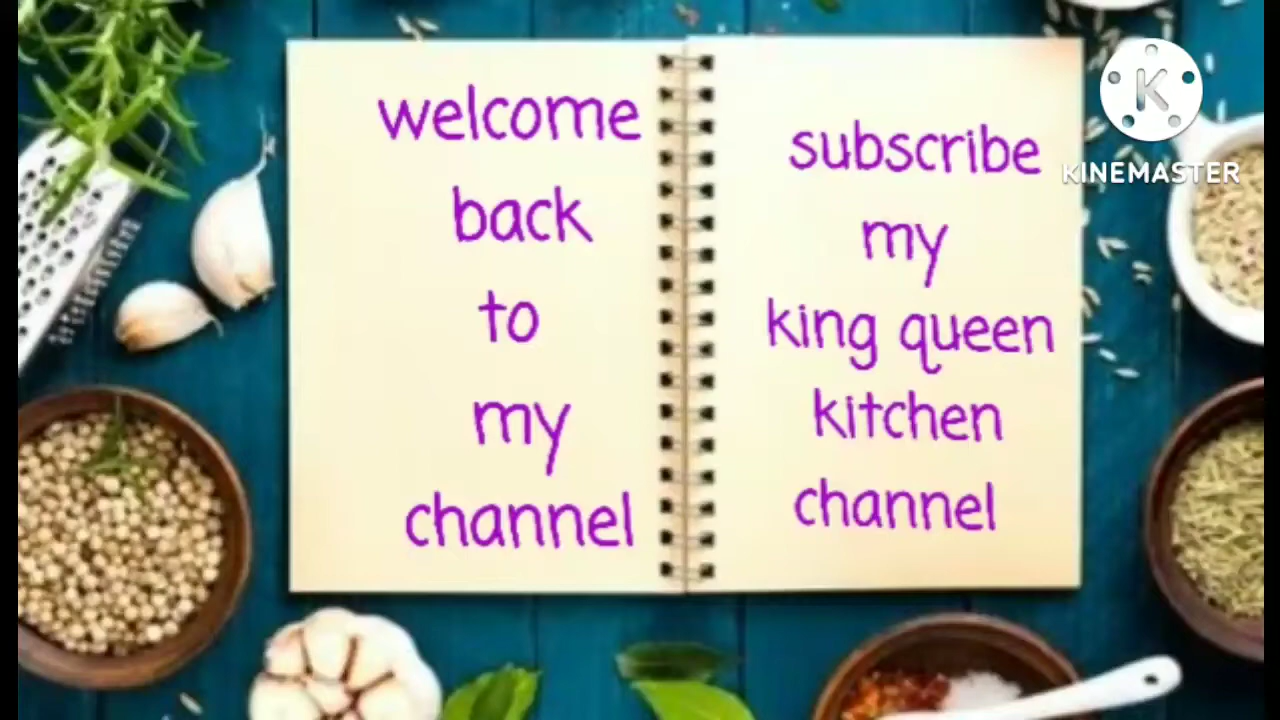 welcome
back
to
my
channel
subscribe
my
king queen
kitchen
channel
K
KINEMASTER